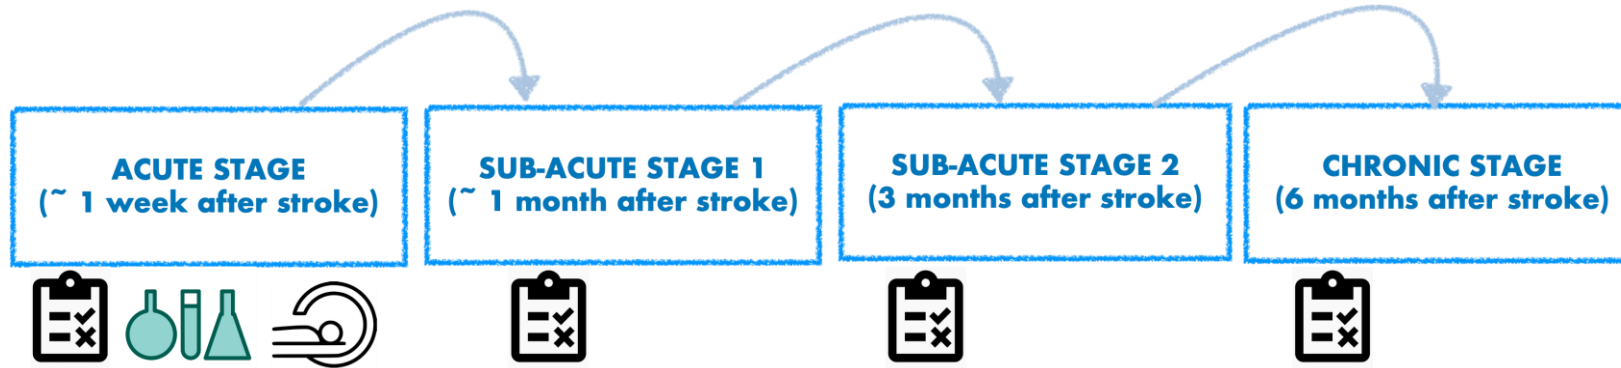 ACUTE STAGE
(~ 1 week after stroke)
SUB-ACUTE STAGE 1
(~ 1 month after stroke)
SUB-ACUTE STAGE 2
(3 months after stroke)
CHRONIC STAGE
(6 months after stroke)